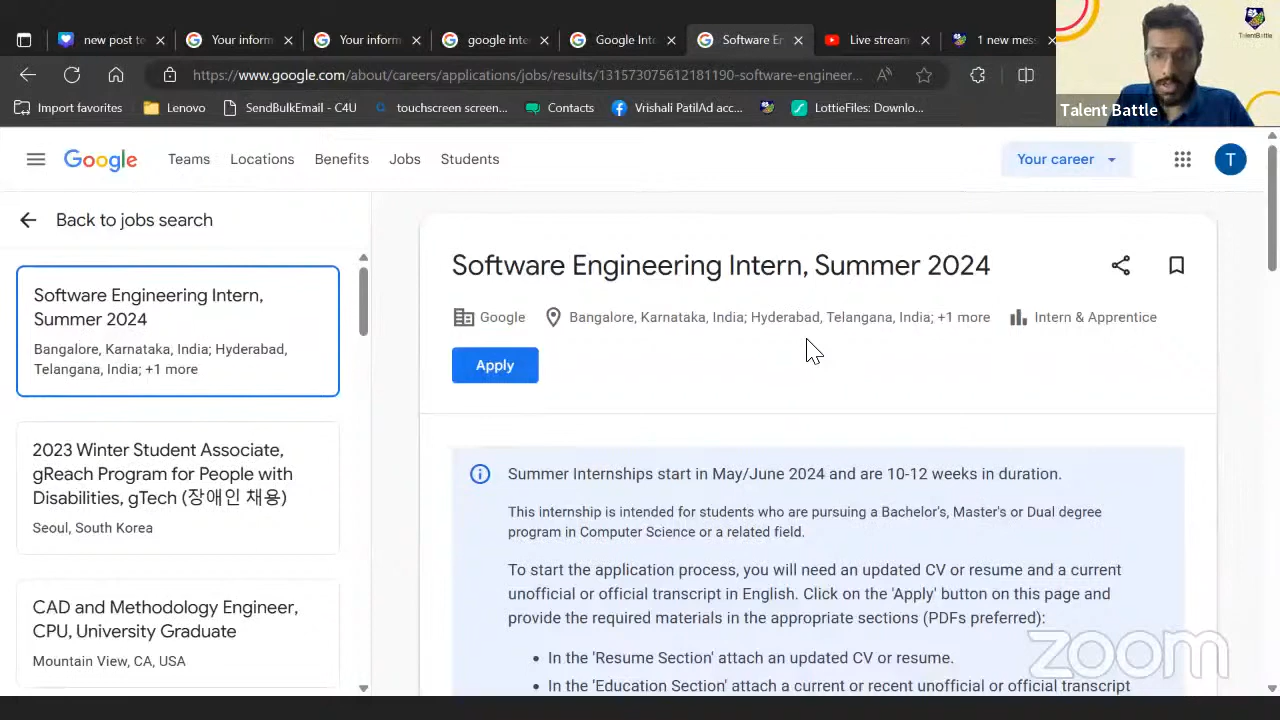 new post to
Your inform
Your inform
google inte
Google Inte
Software En
Live stream
1 new mess
https://www.google.com/about/careers/applications/jobs/results/131573075612181190-software-engineer...
Import favorites
Lenovo
SendBulkEmail - C4U
touchscreen screen...
Contacts
Vrishali Patil/Ad acc...
LottieFiles: Downlo...
TalentBattle
Talent Battle
Google
Teams
Locations
Benefits
Jobs
Students
Your career
T
Back to jobs search
Software Engineering Intern,
Summer 2024
Bangalore, Karnataka, India; Hyderabad,
Telangana, India; +1 more
2023 Winter Student Associate,
gReach Program for People with
Disabilities, gTech (장애인 채용)
Seoul, South Korea
CAD and Methodology Engineer,
CPU, University Graduate
Mountain View, CA, USA
Software Engineering Intern, Summer 2024
Google
Bangalore, Karnataka, India; Hyderabad, Telangana, India; +1 more
Intern & Apprentice
Apply
Summer Internships start in May/June 2024 and are 10-12 weeks in duration.
This internship is intended for students who are pursuing a Bachelor's, Master's or Dual degree
program in Computer Science or a related field.
To start the application process, you will need an updated CV or resume and a current
unofficial or official transcript in English. Click on the 'Apply' button on this page and
provide the required materials in the appropriate sections (PDFs preferred):
• In the 'Resume Section' attach an updated CV or resume.
• In the 'Education Section' attach a current or recent unofficial or official transcript
zoom